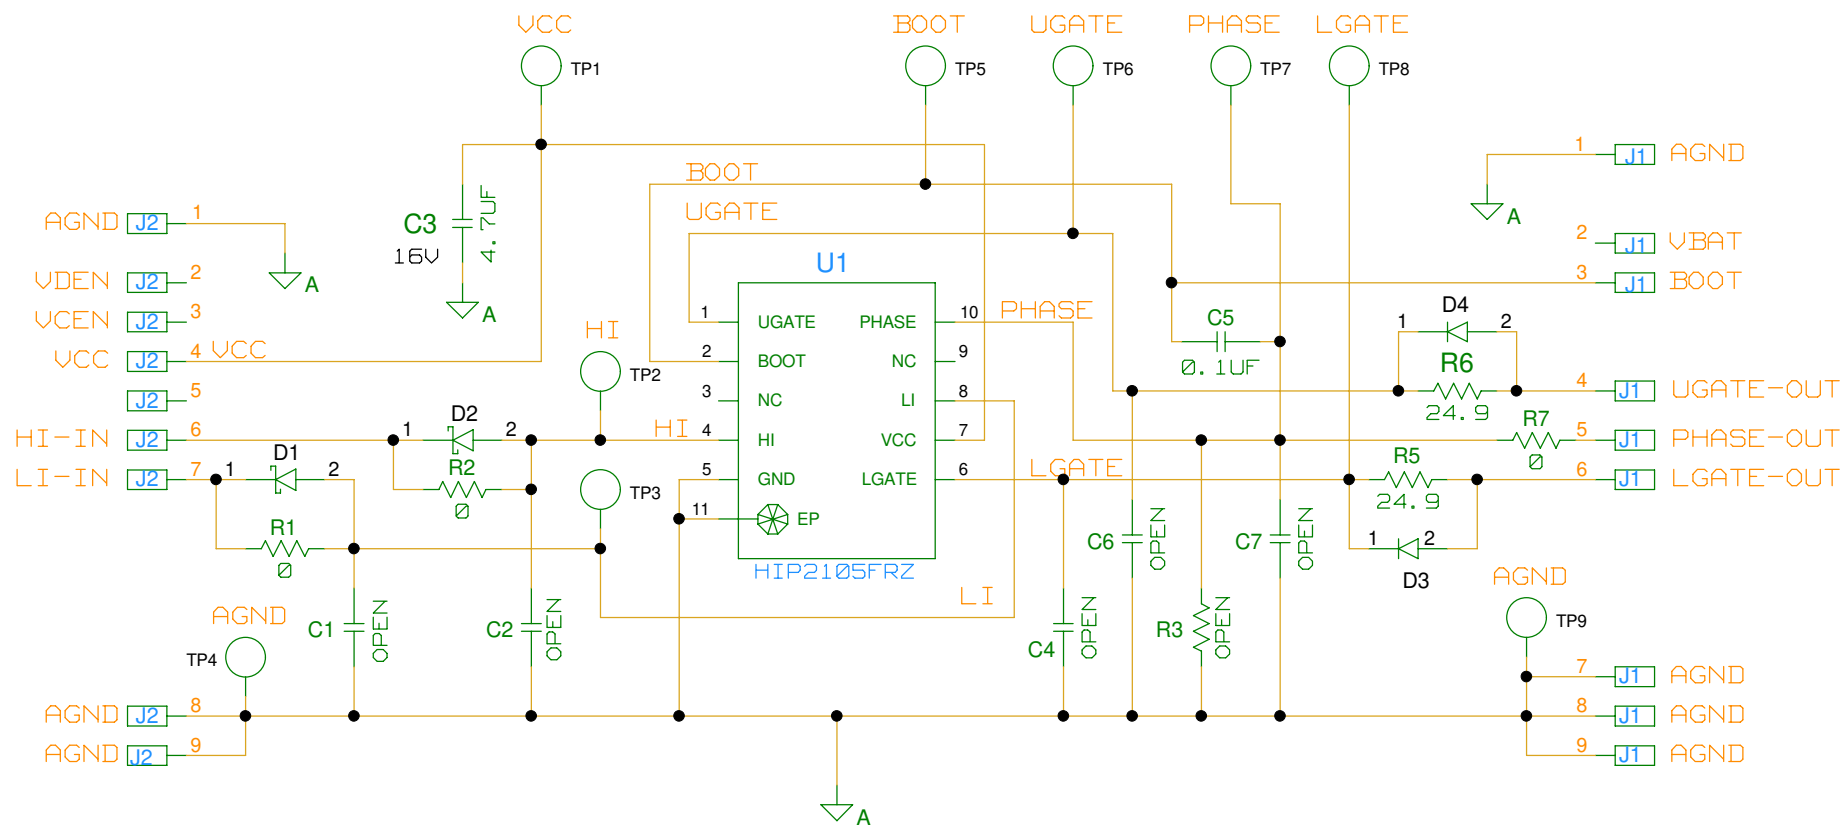 VCC
BOOT
UGATE
PHASE
LGATE
TP1
TP5
TP6
TP7
TP8
1
J1
AGND
BOOT
C3
16V
4.7UF
AGND
J2
1
A
UGATE
A
2
J1
VBAT
VDEN
J2
2
A
U1
3
J1
BOOT
VCEN
J2
3
HI
1
UGATE
PHASE
10
PHASE
C5
0.1UF
1
D4
2
VCC
J2
4
VCC
TP2
2
BOOT
NC
9
R6
24.9
J2
5
3
NC
LI
8
4
J1
UGATE-OUT
HI-IN
J2
6
1
D2
2
HI
4
HI
VCC
7
R7
0
5
J1
PHASE-OUT
LI-IN
J2
7
1
D1
2
R2
0
TP3
5
GND
LGATE
6
LGATE
R5
24.9
6
J1
LGATE-OUT
11
EP
R1
0
C6
OPEN
C7
OPEN
1
2
D3
HIP2105FRZ
LI
AGND
AGND
TP4
C1
OPEN
C2
OPEN
C4
OPEN
R3
OPEN
TP9
7
J1
AGND
AGND
J2
8
8
J1
AGND
AGND
J2
9
9
J1
AGND
A